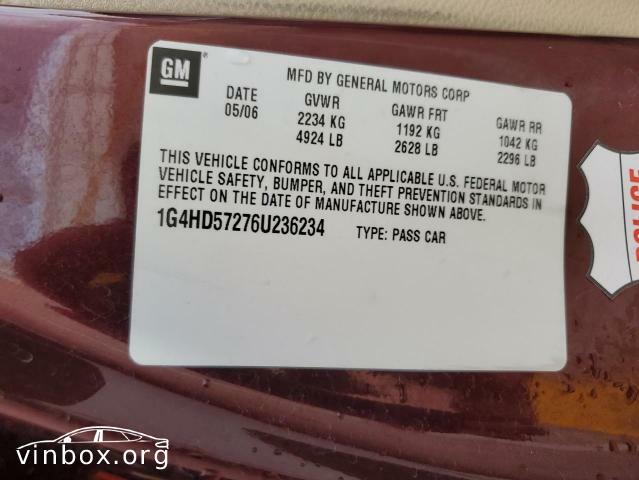 GM
MFD BY GENERAL MOTORS CORP
DATE GVWR GAWR FRT GAWR RR
05/06 2234 KG 1192 KG 1042 KG
4924 LB 2628 LB 2296 LB
THIS VEHICLE CONFORMS TO ALL APPLICABLE U.S. FEDERAL MOTOR
VEHICLE SAFETY, BUMPER, AND THEFT PREVENTION STANDARDS IN
EFFECT ON THE DATE OF MANUFACTURE SHOWN ABOVE.
1G4HD57276U236234 TYPE: PASS CAR
POLICE
vinbox.org